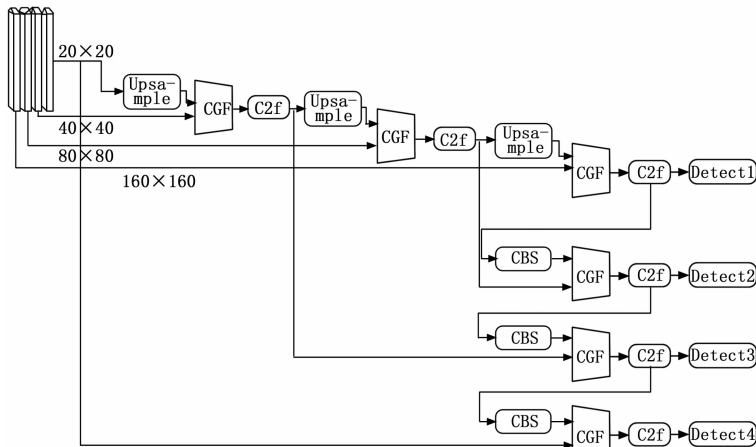 20×20
Upsa-
mple
CGF
C2f
Upsa-
mple
40×40
CGF
C2f
Upsa-
mple
80×80
CGF
C2f
Detect1
160×160
CBS
CGF
C2f
Detect2
CBS
CGF
C2f
Detect3
CBS
CGF
C2f
Detect4